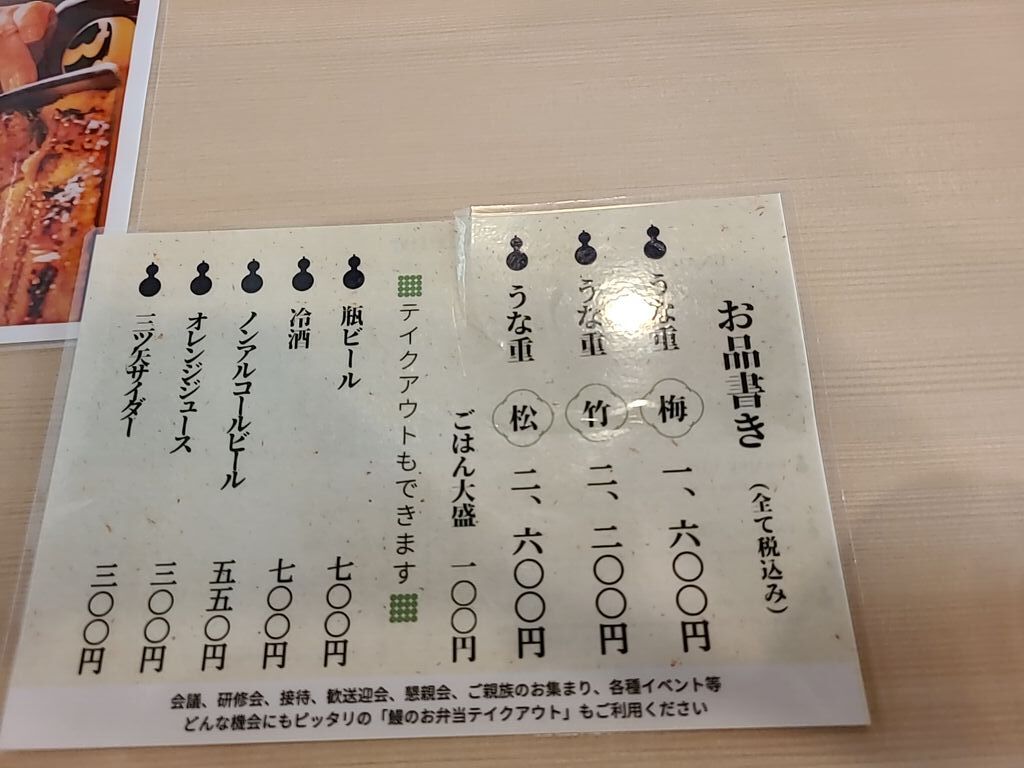 お品書き(全て税込み)
うな重 梅 一、六〇〇円
うな重 竹 二、二〇〇円
うな重 松 二、六〇〇円
ごはん大盛 一〇〇円
テイクアウトもできます
瓶ビール 七〇〇円
冷酒 七〇〇円
ノンアルコールビール 五五〇円
オレンジジュース 三〇〇円
三ツ矢サイダー 三〇〇円
会議、研修会、接待、歓送迎会、懇親会、ご親族のお集まり、各種イベント等
どんな機会にもピッタリの「鰻のお弁当テイクアウト」もご利用ください